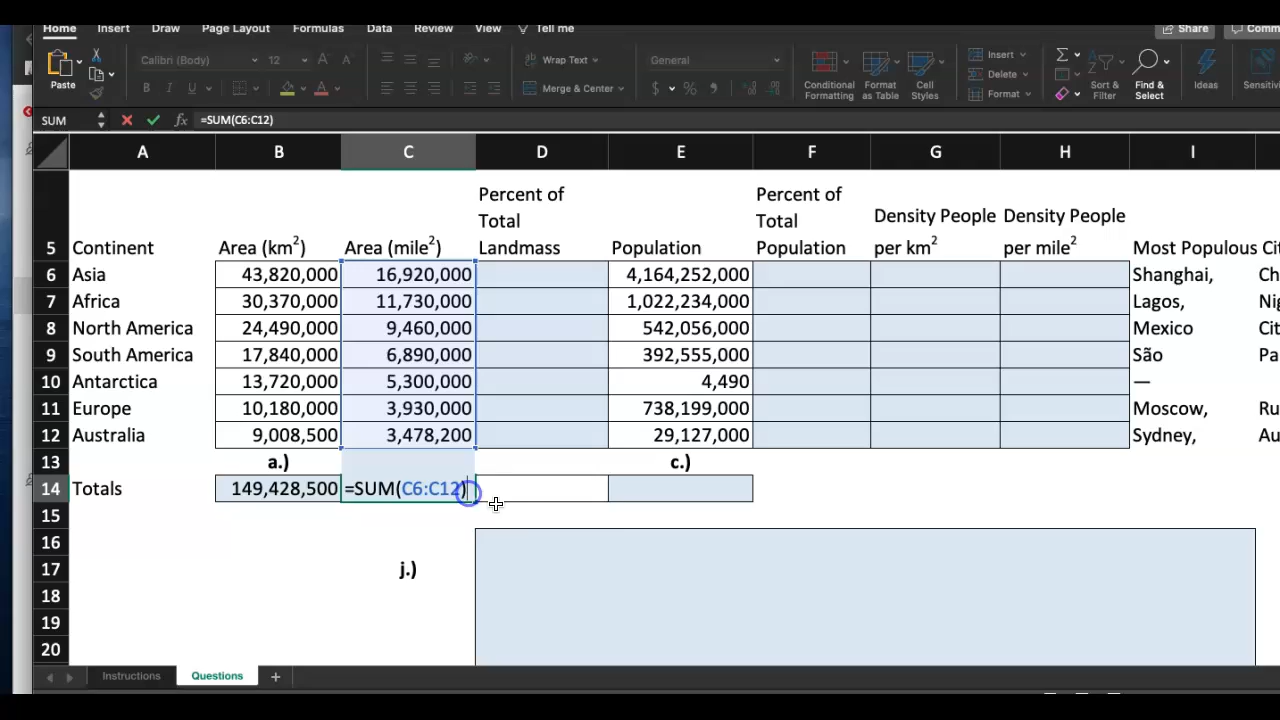 Home Insert Draw Page Layout Formulas Data Review View Tell me Share
Calibri (Body) 12 A A Wrap Text General Insert
Paste B I U A Merge & Center $ % Conditional Formatting Format as Table Cell Styles Delete Format Sort & Filter Find & Select Ideas
SUM fx =SUM(C6:C12)
A B C D E F G H I
5 Continent Area (km²) Area (mile²) Percent of Total Landmass Population Percent of Total Population Density People per km² Density People per mile² Most Populous
6 Asia 43,820,000 16,920,000 4,164,252,000 Shanghai, Ch
7 Africa 30,370,000 11,730,000 1,022,234,000 Lagos, Nig
8 North America 24,490,000 9,460,000 542,056,000 Mexico Cit
9 South America 17,840,000 6,890,000 392,555,000 São Pa
10 Antarctica 13,720,000 5,300,000 4,490 —
11 Europe 10,180,000 3,930,000 738,199,000 Moscow, Ru
12 Australia 9,008,500 3,478,200 29,127,000 Sydney, Au
13 a.) c.)
14 Totals 149,428,500 =SUM(C6:C12)
15
16
17 j.)
18
19
20
Instructions Questions +